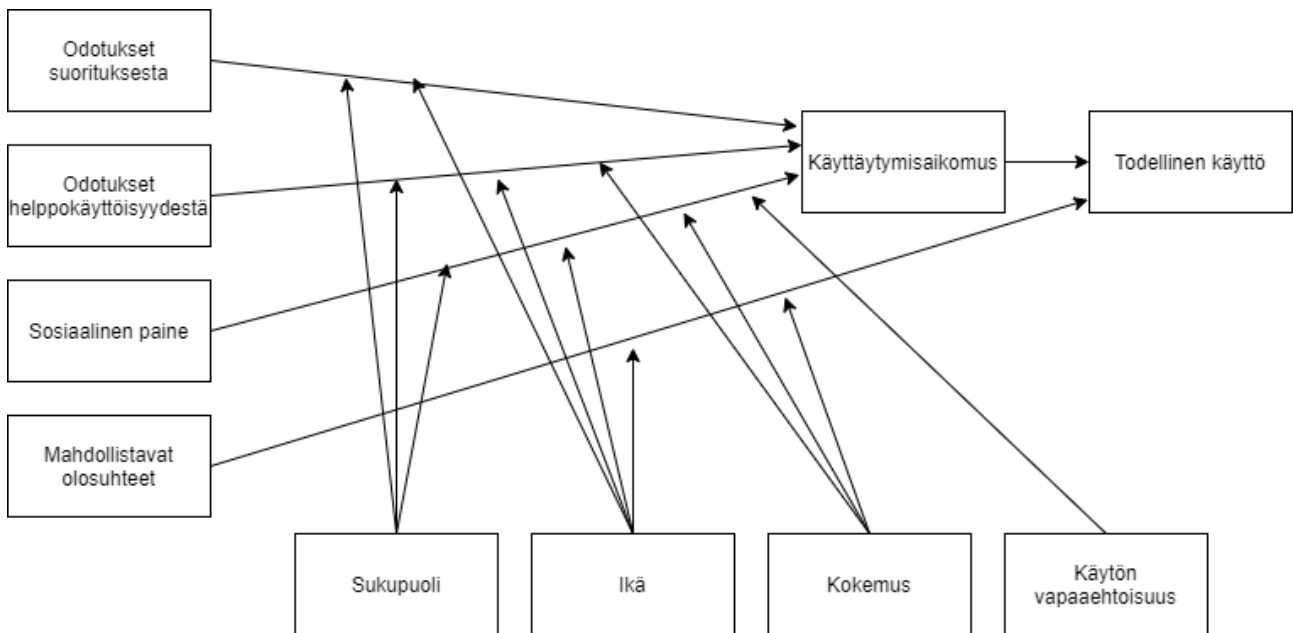 Odotukset
suorituksesta
Odotukset
helppokäyttöisyydestä
Sosiaalinen paine
Mahdollistavat
olosuhteet
Käyttäytymisaikomus
Todellinen käyttö
Sukupuoli
Ikä
Kokemus
Käytön
vapaaehtoisuus